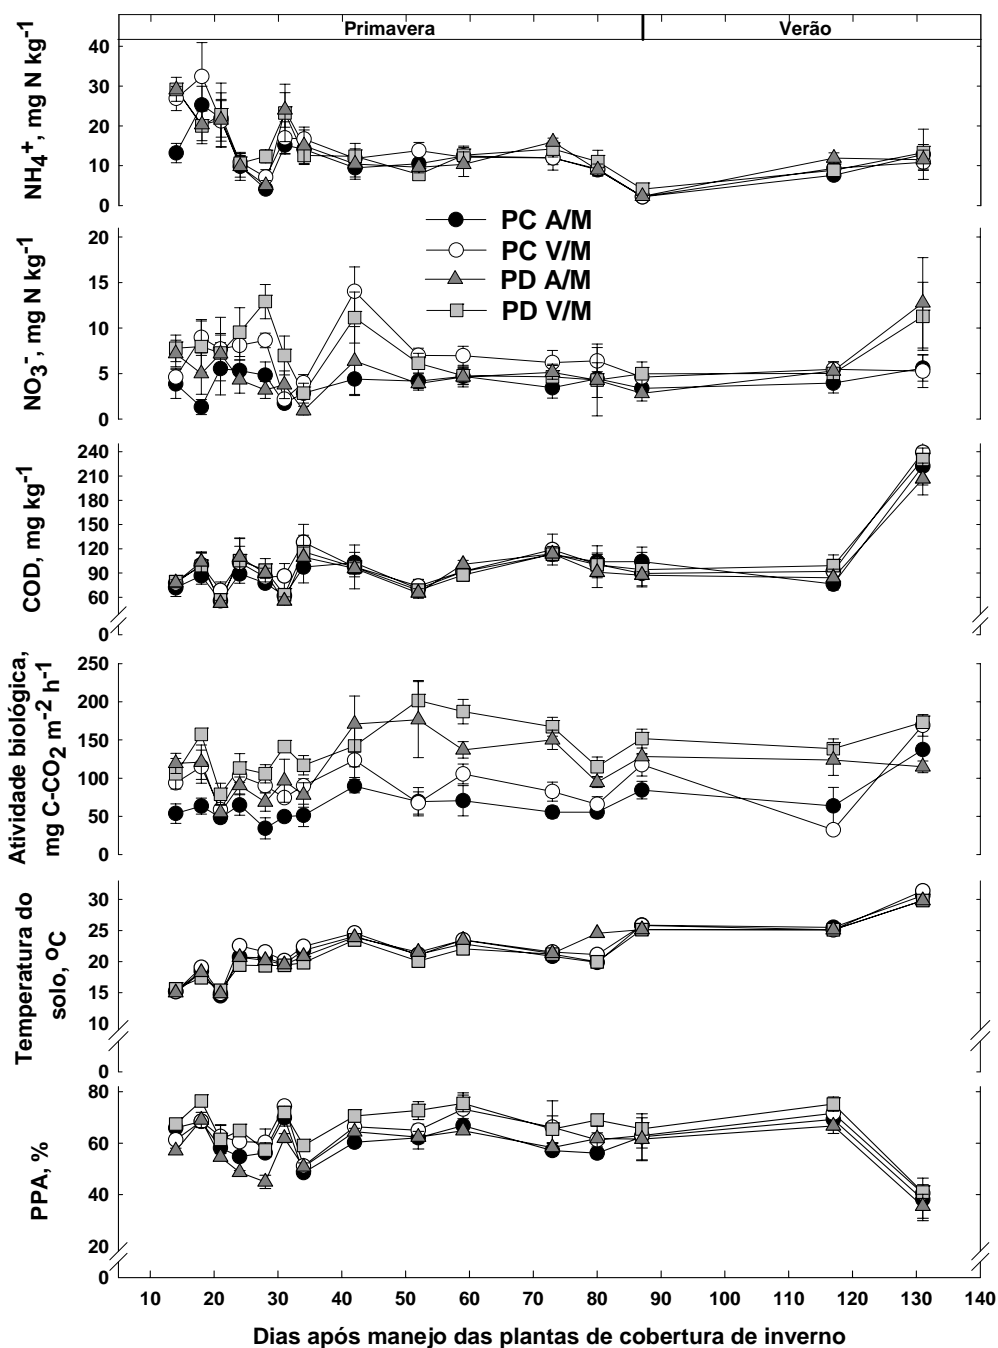 Primavera Verão
NH4+, mg N kg-1
40
30
20
10
0
PC A/M
PC V/M
PD A/M
PD V/M
NO3-, mg N kg-1
20
15
10
5
0
COD, mg kg-1
240
210
180
150
120
90
60
0
Atividade biológica,
mg C-CO2 m-2 h-1
250
200
150
100
50
0
Temperatura do
solo, ºC
30
25
20
15
10
0
PPA, %
80
60
40
20
0
10 20 30 40 50 60 70 80 90 100 110 120 130 140
Dias após manejo das plantas de cobertura de inverno